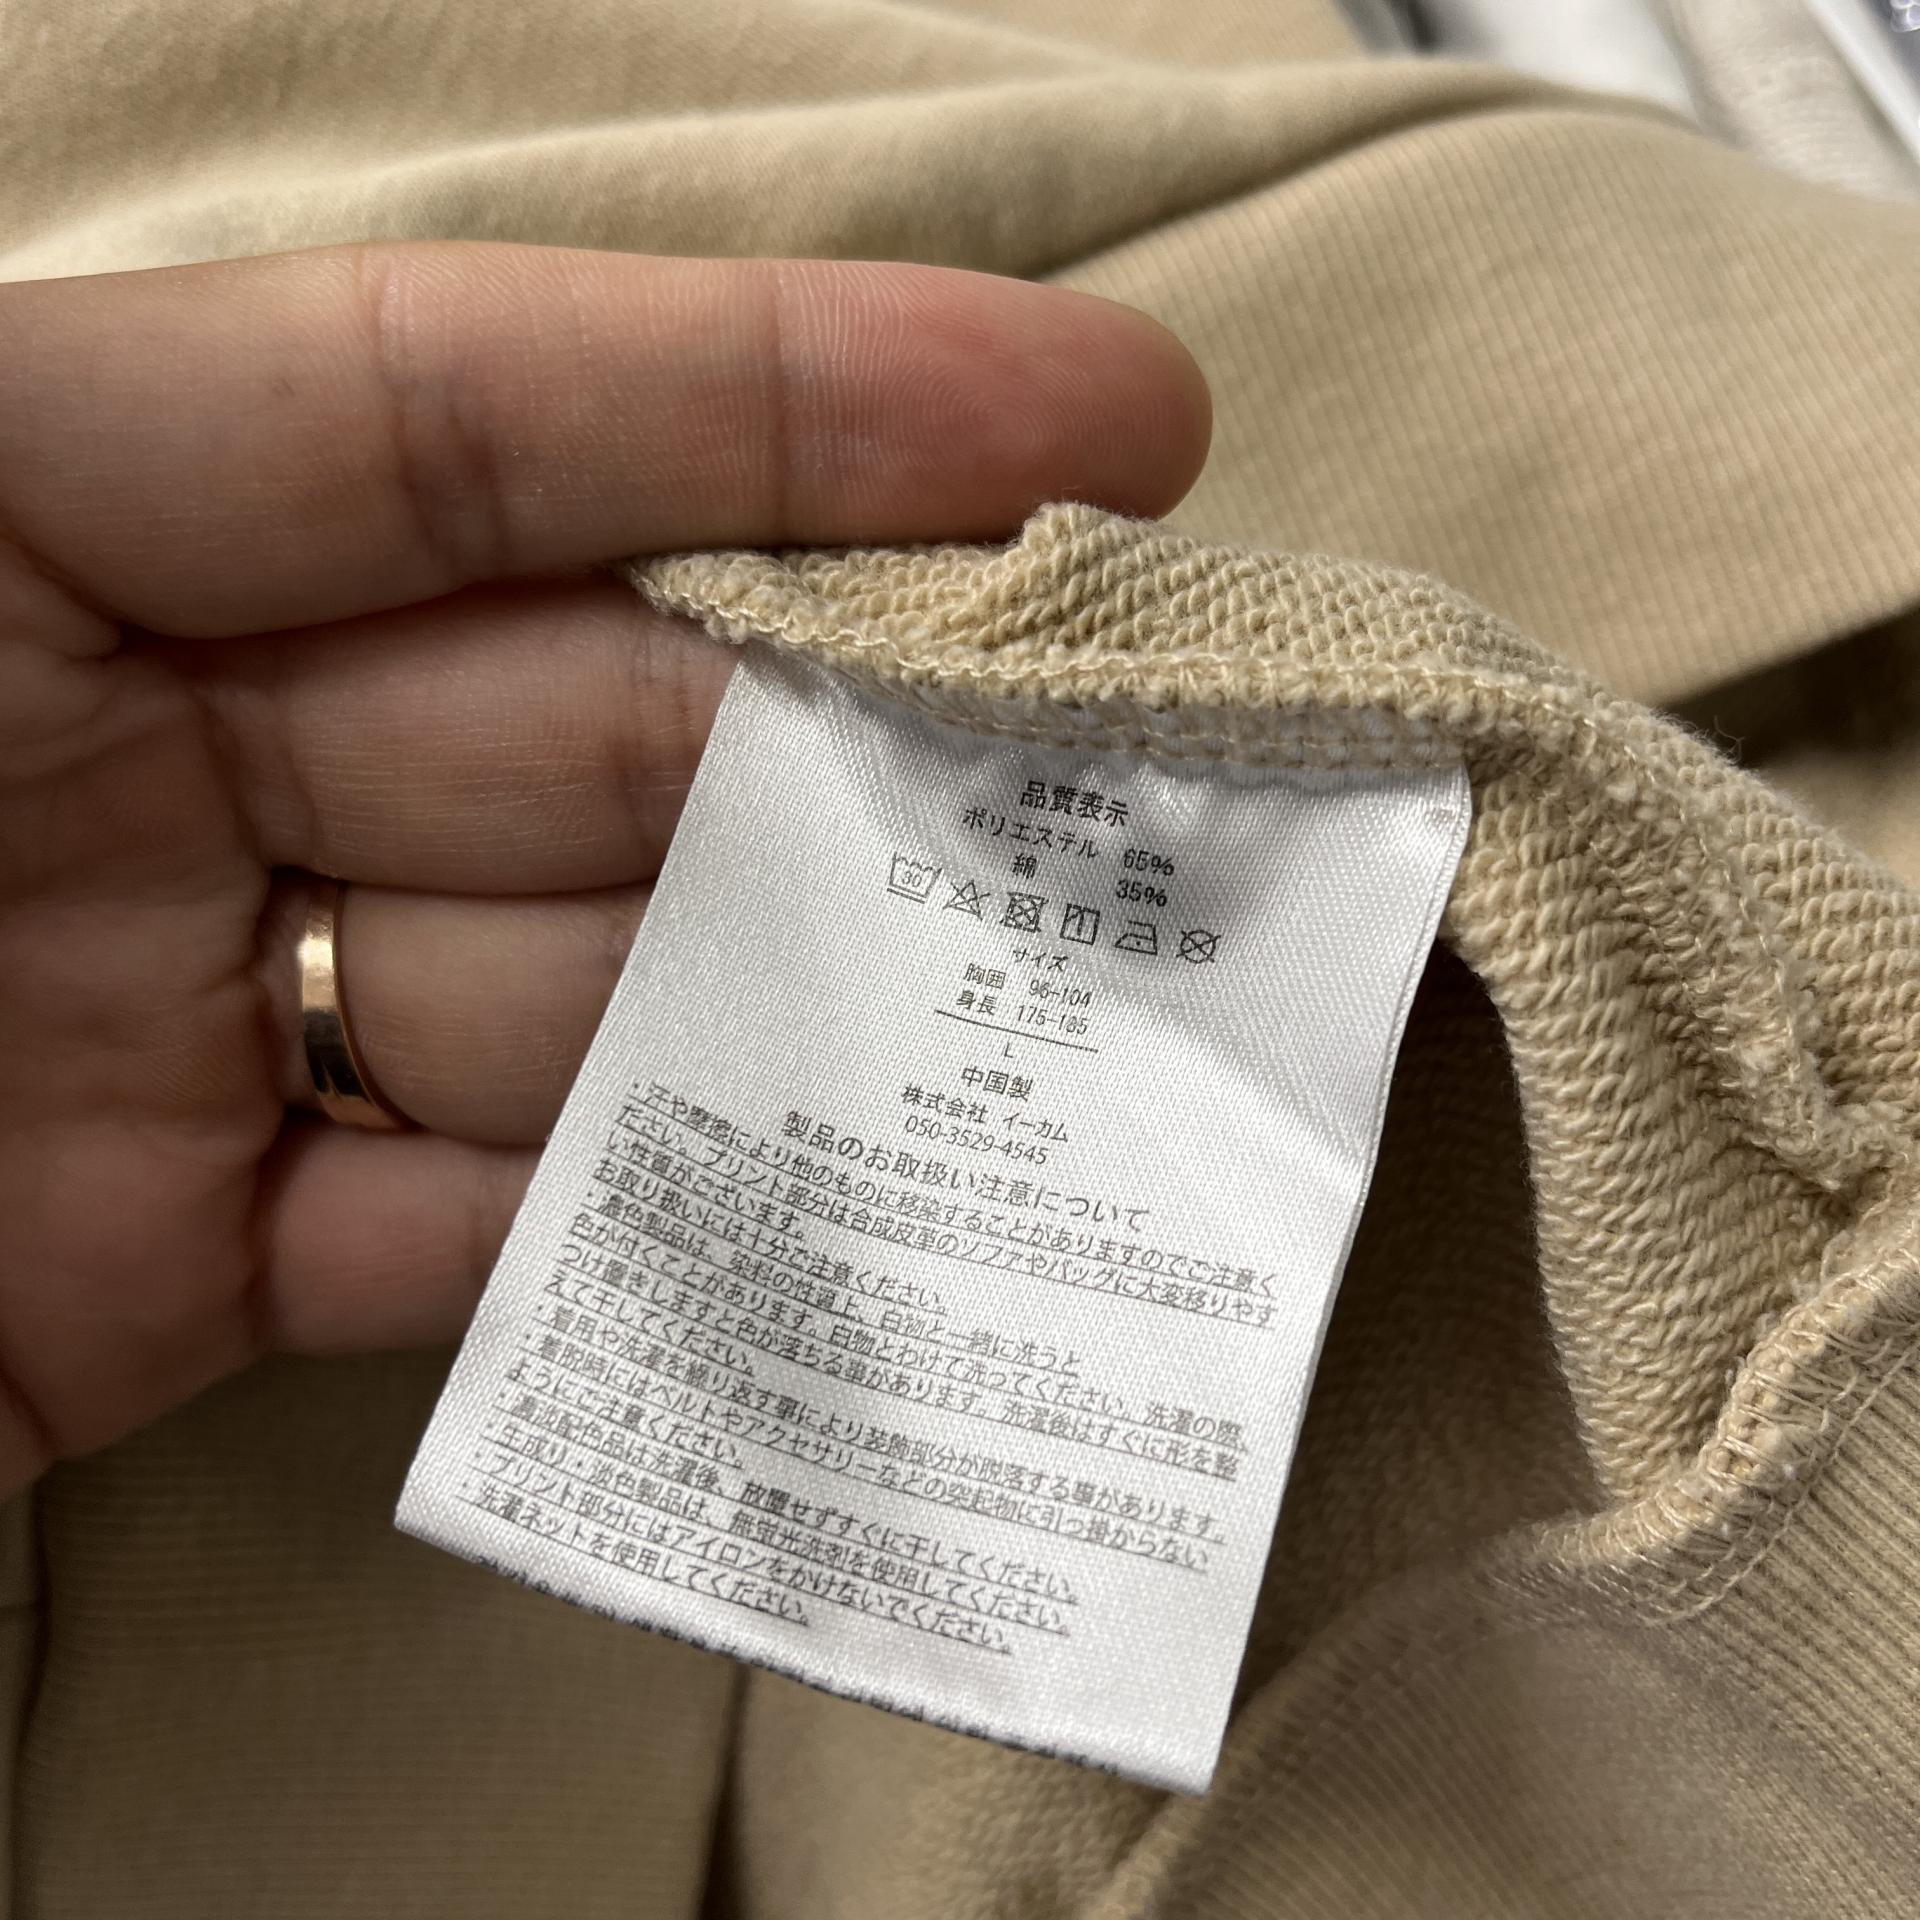 品質表示
ポリエステル 65%
綿 35%
30
サイズ
胸囲 96-104
身長 175-185
L
中国製
株式会社 イーカム
050-3529-4545
製品のお取扱い注意について
・汗や摩擦により他のものに移染することがありますのでご注意く
ださい。プリント部分は合成皮革のソファやバッグに大変移りやす
い性質がございます。
お取り扱いには十分ご注意ください。
・濃色製品は、染料の性質上、白物と一緒に洗うと
色が付くことがあります。白物とわけて洗ってください。洗濯の際、
つけ置きしますと色が落ちる事があります。洗濯後はすぐに形を整
えて干してください。
・着用や洗濯を繰り返す事により装飾部分が脱落する事があります。
・着脱時にはベルトやアクセサリーなどの突起物に引っ掛からない
ようにご注意ください。
・濃淡配色品は洗濯後、放置せずすぐに干してください。
・生成り・淡色製品は、無蛍光洗剤を使用してください。
・プリント部分にはアイロンをかけないでください。
・洗濯ネットを使用してください。